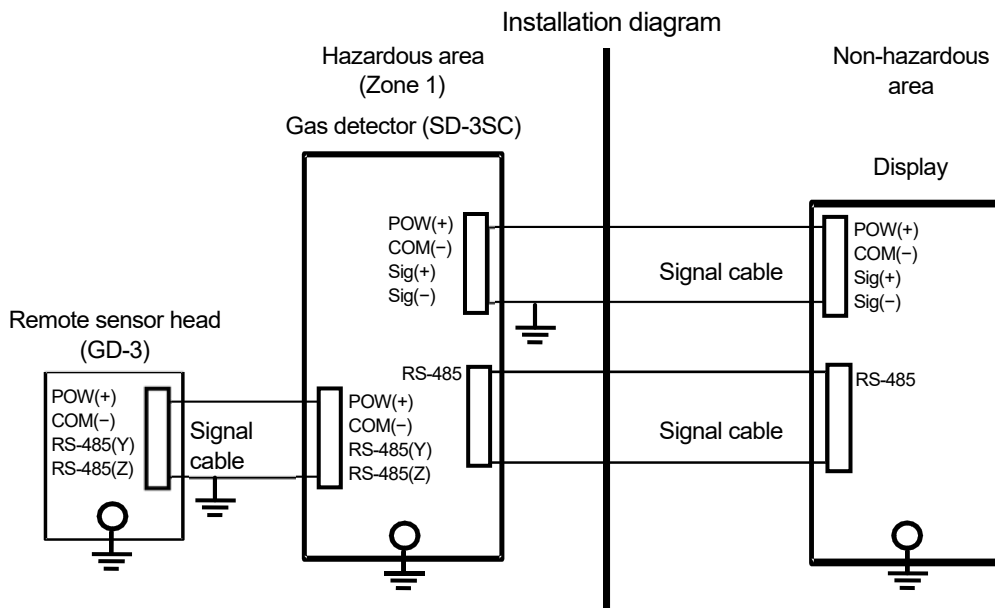 Installation diagram
Hazardous area
(Zone 1)
Non-hazardous
area
Gas detector (SD-3SC)
Display
POW(+)
COM(−)
Sig(+)
Sig(−)
Signal cable
POW(+)
COM(−)
Sig(+)
Sig(−)
Remote sensor head
(GD-3)
POW(+)
COM(−)
RS-485(Y)
RS-485(Z)
Signal
cable
POW(+)
COM(−)
RS-485(Y)
RS-485(Z)
RS-485
Signal cable
RS-485